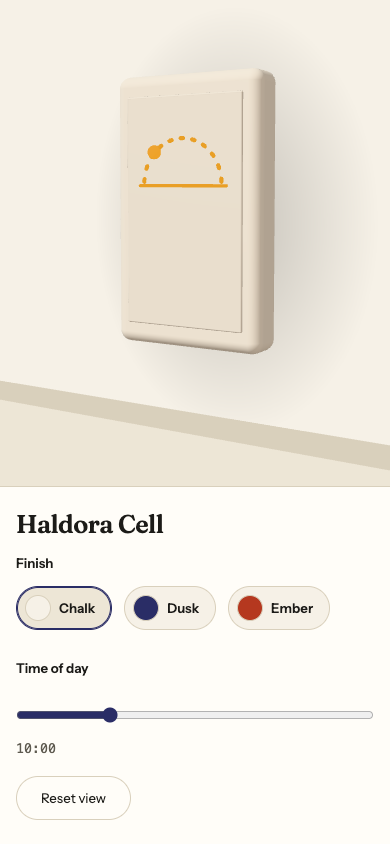 Haldora Cell
Finish
Chalk
Dusk
Ember
Time of day
10:00
Reset view